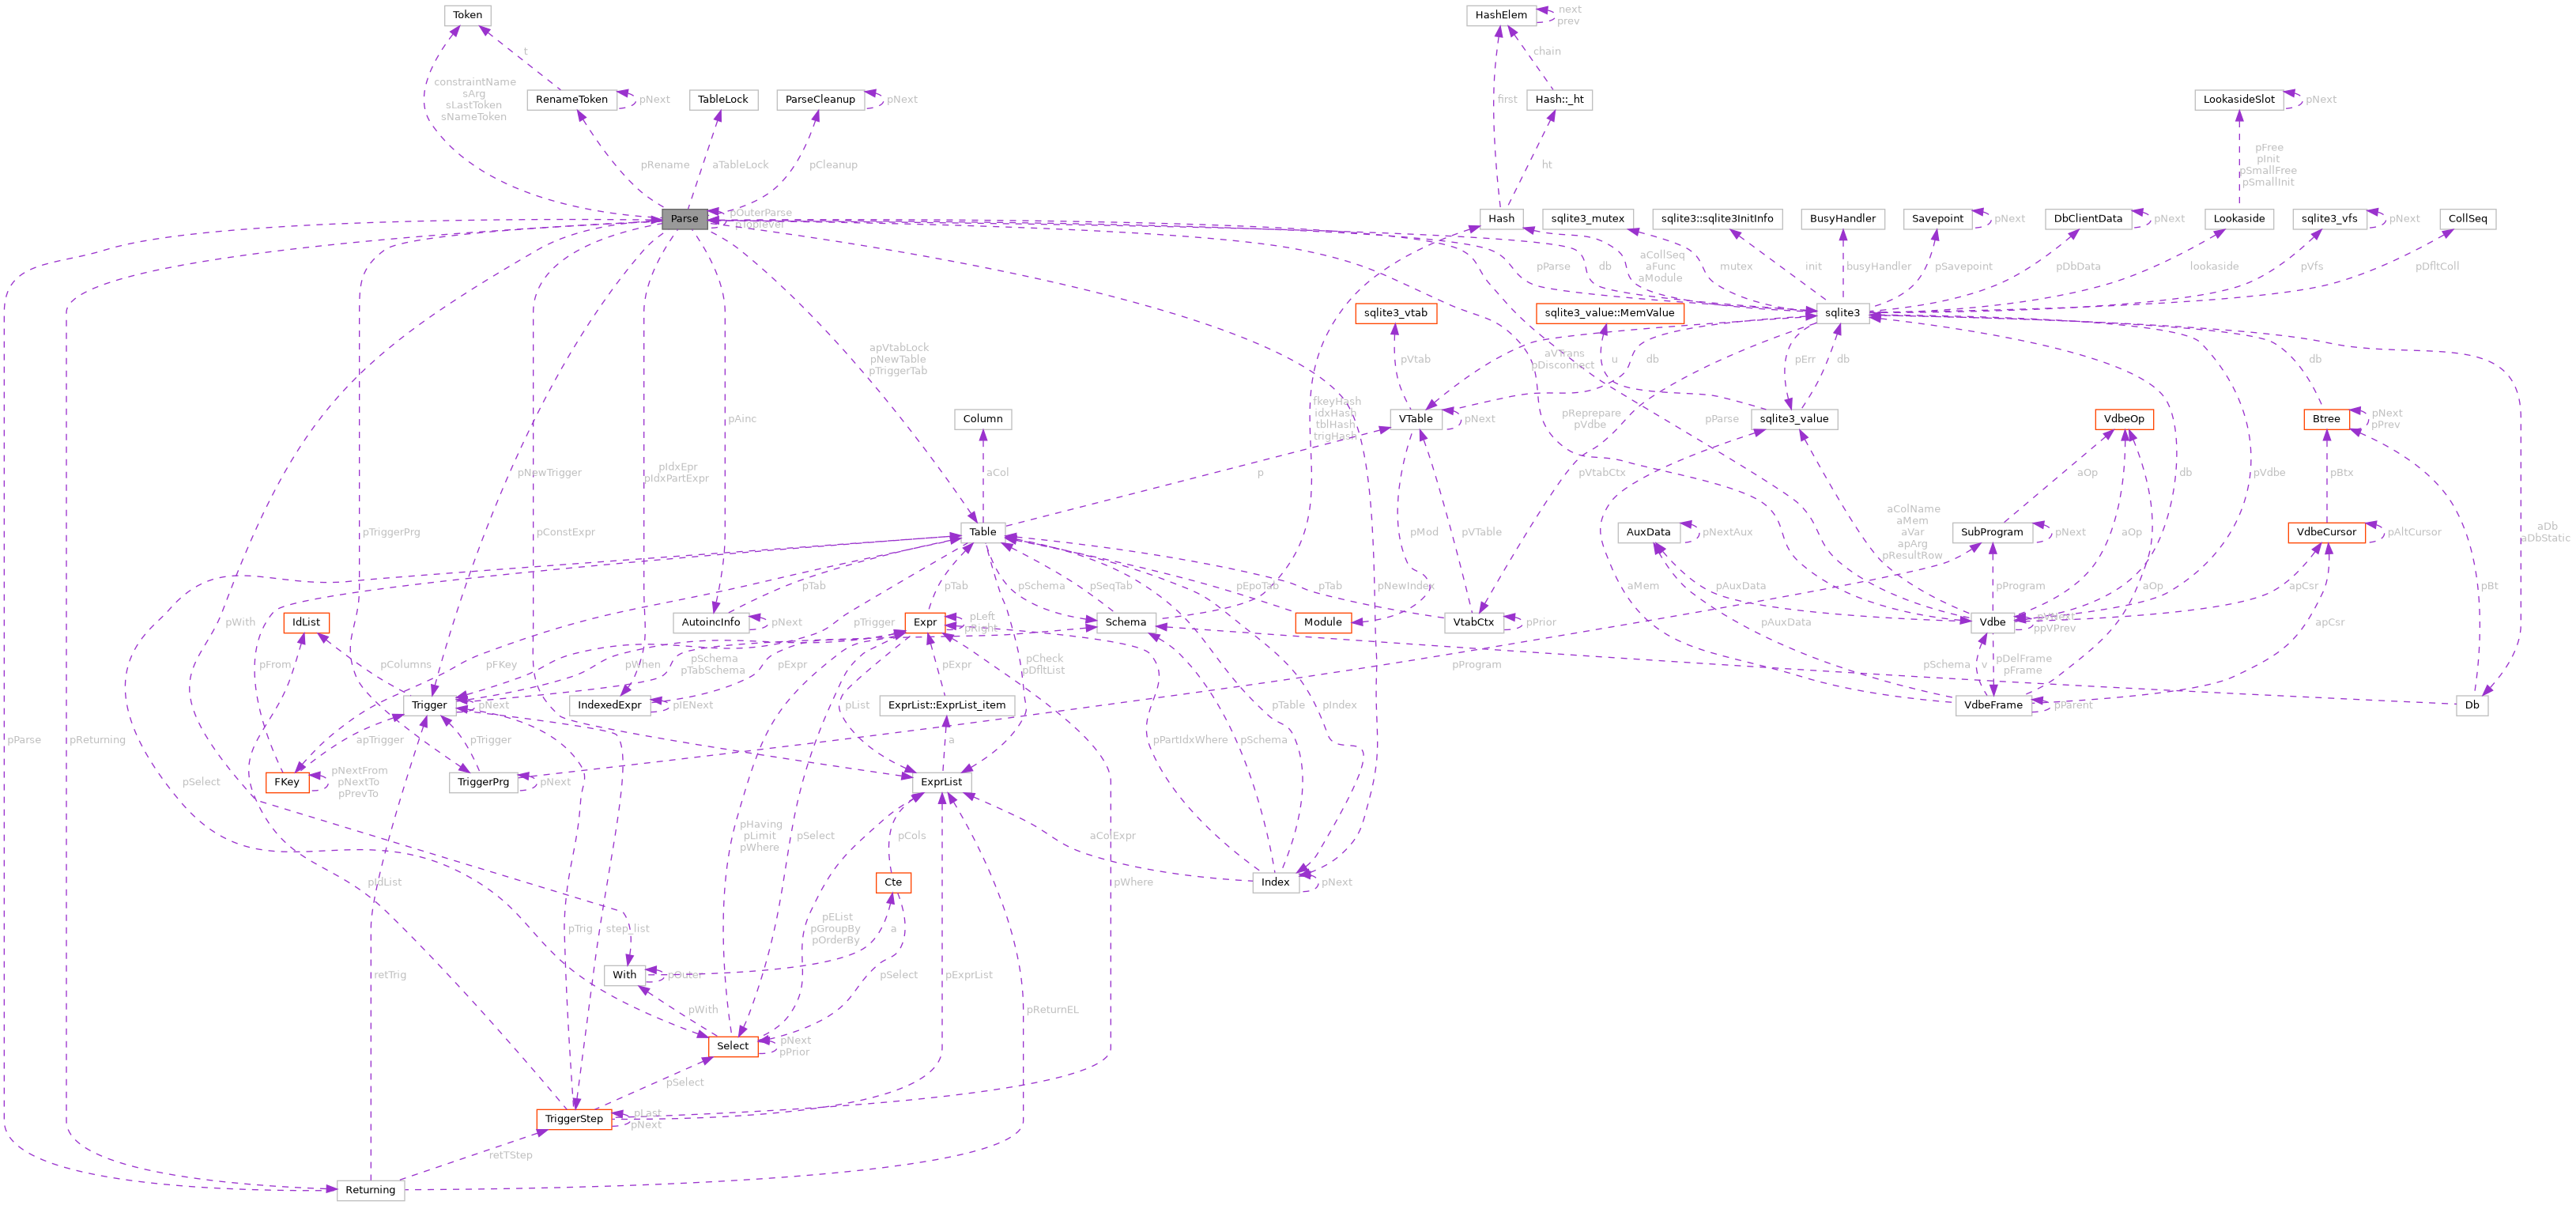 Token
HashElem
next
prev
t
chain
constraintName
sArg
sLastToken
sNameToken
RenameToken
pNext
TableLock
ParseCleanup
pNext
first
Hash::_ht
LookasideSlot
pNext
pRename
aTableLock
pCleanup
ht
pFree
pInit
pSmallFree
pSmallInit
Parse
pOuterParse
pToplevel
Hash
sqlite3_mutex
sqlite3::sqlite3InitInfo
BusyHandler
Savepoint
pNext
DbClientData
pNext
Lookaside
sqlite3_vfs
pNext
CollSeq
pParse
db
aCollSeq
aFunc
aModule
mutex
init
busyHandler
pSavepoint
pDbData
lookaside
pVfs
pDfltColl
sqlite3_vtab
sqlite3_value::MemValue
sqlite3
apVtabLock
pNewTable
pTriggerTab
pVtab
aVTrans
pDisconnect
u
db
pErr
db
db
Column
pAinc
fkeyHash
idxHash
tblHash
trigHash
VTable
pNext
pReprepare
pVdbe
pParse
sqlite3_value
VdbeOp
Btree
pNext
pPrev
pNewTrigger
pIdxEpr
pIdxPartExpr
aCol
p
pVtabCtx
aOp
db
pVdbe
pBtx
pTriggerPrg
pConstExpr
Table
pMod
pVTable
AuxData
pNextAux
aColName
aMem
aVar
apArg
pResultRow
SubProgram
pNext
aOp
VdbeCursor
pAltCursor
aDb
aDbStatic
pTab
pTab
pSchema
pSeqTab
pEpoTab
pTab
pNewIndex
aMem
pAuxData
pProgram
aOp
apCsr
pBt
pWith
IdList
AutoincInfo
pNext
pTrigger
Expr
pLeft
pRight
Schema
Module
VtabCtx
pPrior
pAuxData
Vdbe
ppVPrev
apCsr
pFrom
pColumns
pFKey
pWhen
pSchema
pTabSchema
pExpr
pExpr
pCheck
pDfltList
pProgram
pSchema
v
pDelFrame
pFrame
Trigger
pNext
IndexedExpr
pIENext
pList
ExprList::ExprList_item
pTable
pIndex
VdbeFrame
pParent
Db
pParse
pReturning
apTrigger
pTrigger
a
pPartIdxWhere
pSchema
pSelect
FKey
pNextFrom
pNextTo
pPrevTo
TriggerPrg
pNext
ExprList
pHaving
pLimit
pWhere
pSelect
pCols
aColExpr
pIdList
Cte
pWhere
Index
pNext
pTrig
step_list
pEList
pGroupBy
pOrderBy
a
retTrig
With
pOuter
pSelect
pExprList
pWith
pReturnEL
Select
pNext
pPrior
pSelect
TriggerStep
pLast
pNext
retTStep
Returning